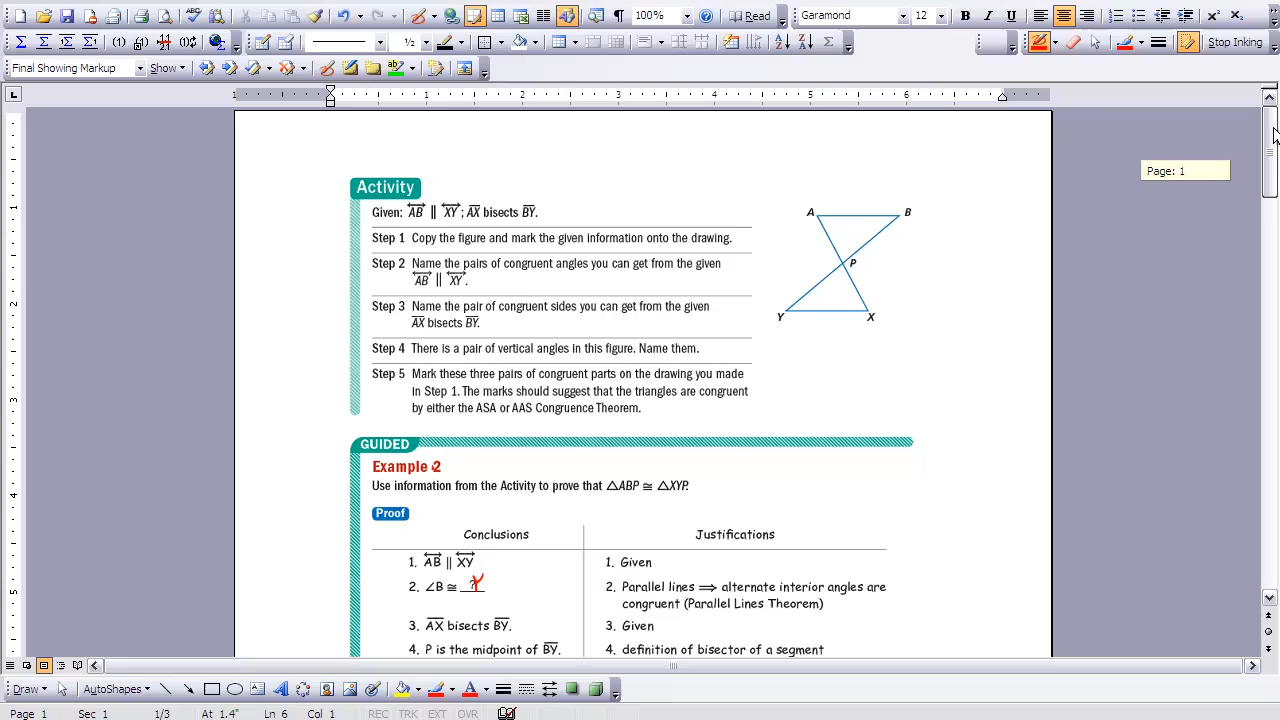 100%
Read
Garamond
12
B I U
Stop Inking
Final Showing Markup
Show
1 1 2 3 4 5 6
Page: 1
Activity
Given: AB ∥ XY; AX bisects BY.
Step 1 Copy the figure and mark the given information onto the drawing.
Step 2 Name the pairs of congruent angles you can get from the given
AB ∥ XY.
Step 3 Name the pair of congruent sides you can get from the given
AX bisects BY.
Step 4 There is a pair of vertical angles in this figure. Name them.
Step 5 Mark these three pairs of congruent parts on the drawing you made
in Step 1. The marks should suggest that the triangles are congruent
by either the ASA or AAS Congruence Theorem.
A B
P
Y X
GUIDED
Example 2
Use information from the Activity to prove that △ABP ≅ △XYP.
Proof
Conclusions Justifications
1. AB ∥ XY 1. Given
2. ∠B ≅ ? Y 2. Parallel lines ⟹ alternate interior angles are
congruent (Parallel Lines Theorem)
3. AX bisects BY. 3. Given
4. P is the midpoint of BY. 4. definition of bisector of a segment
Draw AutoShapes
Page 1 Sec 1 1/3 At 1.4" Ln 6 Col 1 REC TRK EXT OVR